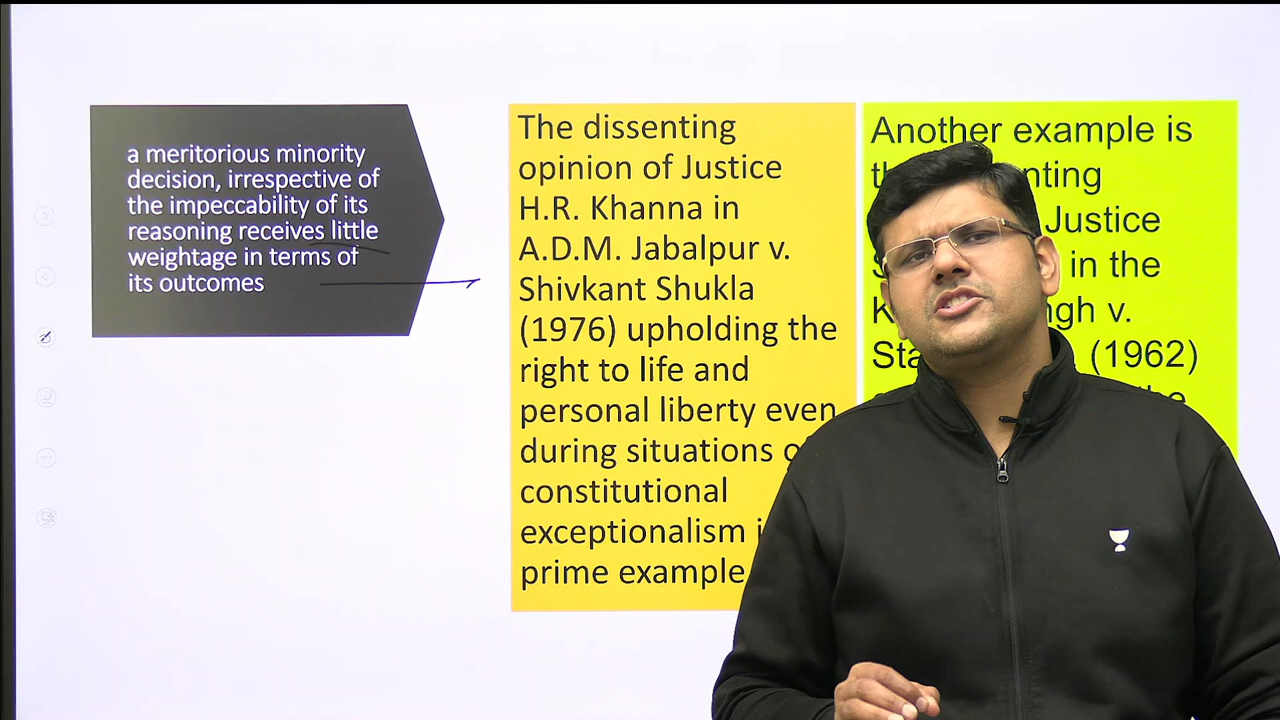 a meritorious minority
decision, irrespective of
the impeccability of its
reasoning receives little
weightage in terms of
its outcomes
The dissenting
opinion of Justice
H.R. Khanna in
A.D.M. Jabalpur v.
Shivkant Shukla
(1976) upholding the
right to life and
personal liberty even
during situations
constitutional
exceptionalism
prime example
Another example is
Justice
in the
v.
(1962)